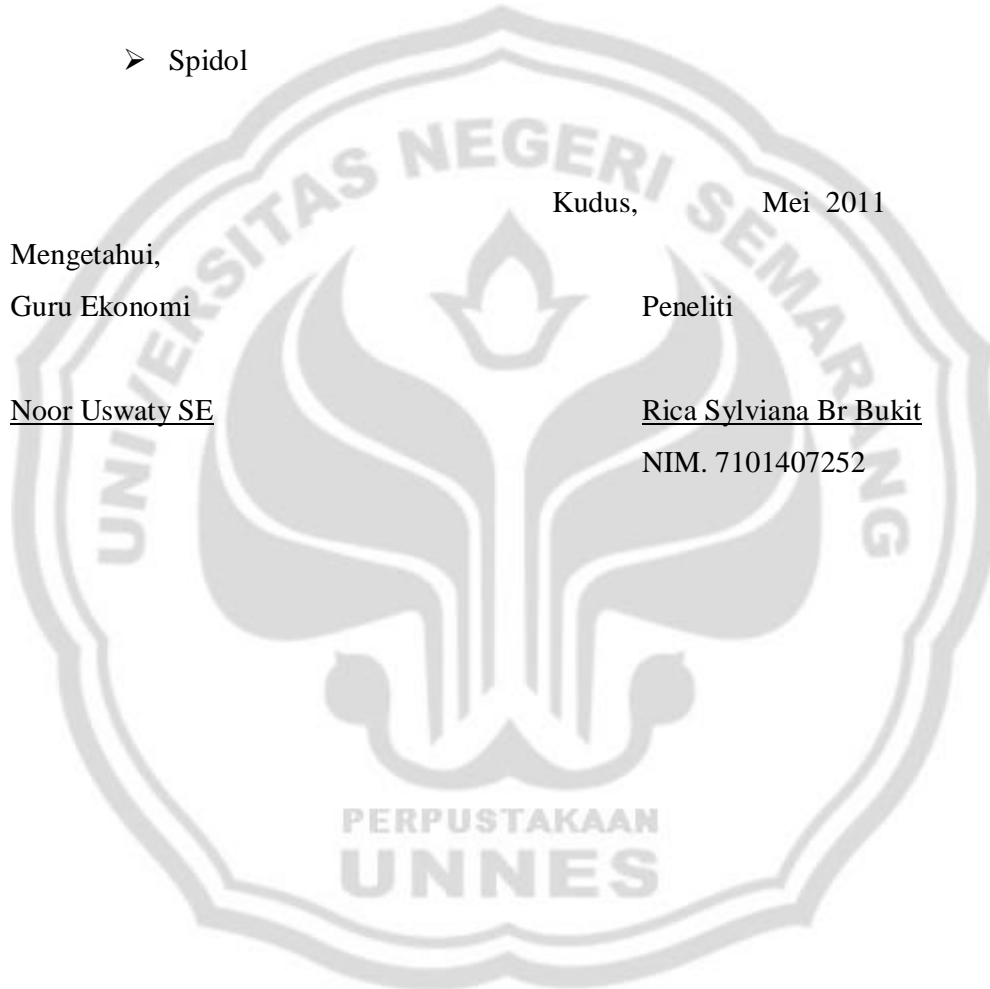 ➢ Spidol
UNIVERSITAS NEGERI SEMARANG
Kudus, Mei 2011
Mengetahui,
Guru Ekonomi Peneliti
Noor Uswaty SE Rica Sylviana Br Bukit
NIM. 7101407252
PERPUSTAKAAN
UNNES